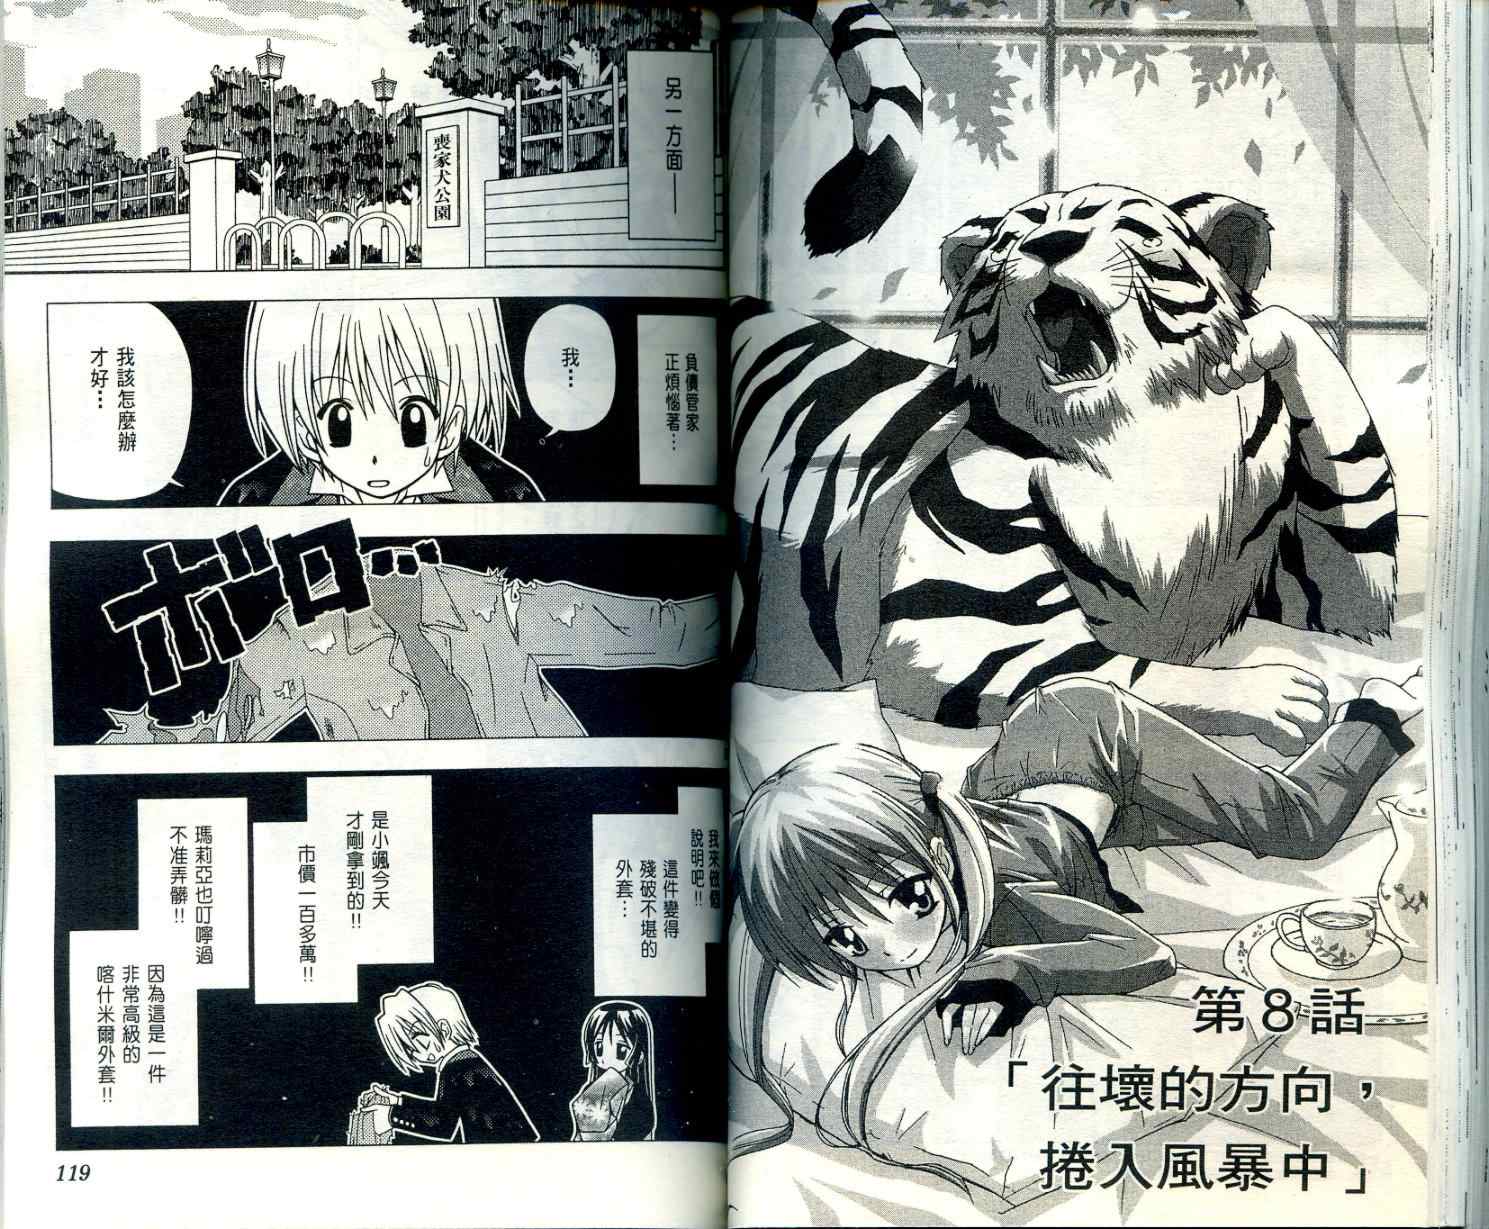 第8話
「往壞的方向，
捲入風暴中」
另一方面——
喪家犬公園
負債管家
正煩惱著…
我…
我該怎麼辦
才好…
ボロ…
我來做個
說明吧!!
這件變得
殘破不堪的
外套…
是小颯今天
才剛拿到的!!
市價一百多萬!!
瑪莉亞也叮嚀過
不准弄髒!!
因為這是一件
非常高級的
喀什米爾外套!!
119